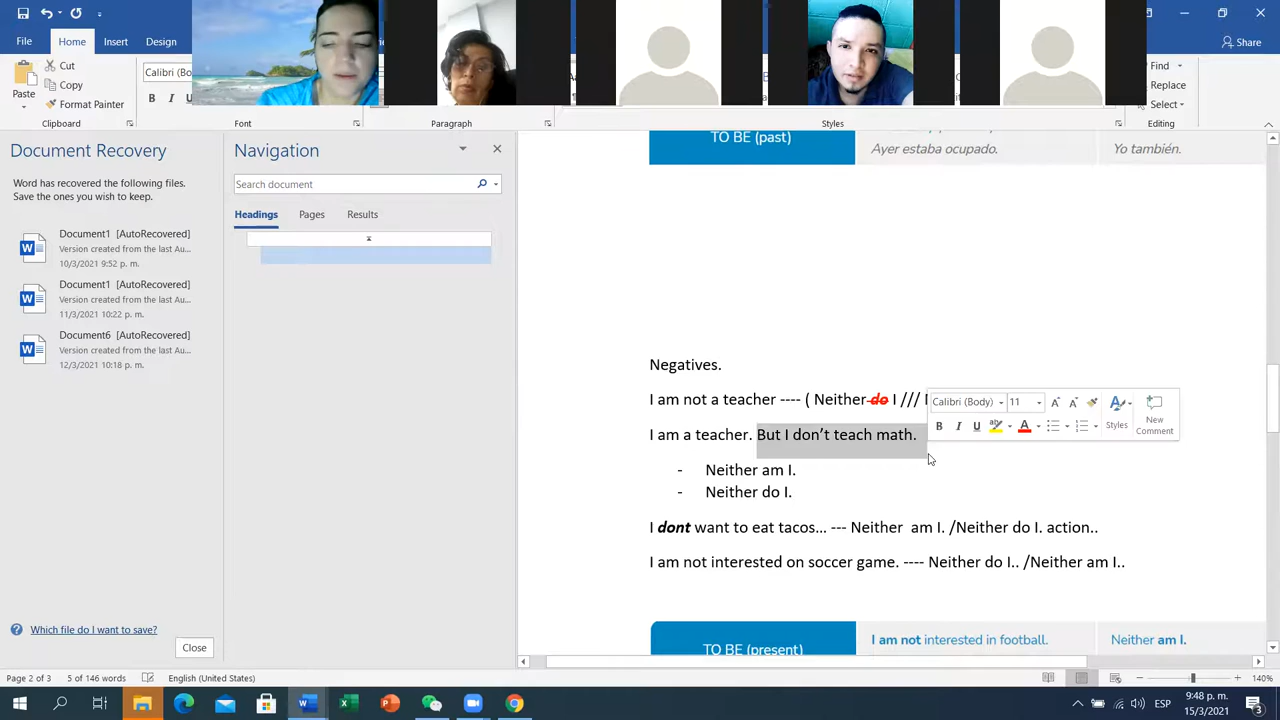 File Home Insert Design
Share
Cut
Copy
Format Painter
Paste
Calibri (Bo
B I U
Find
Replace
Select
Clipboard Font Paragraph Styles Editing
Document Recovery
Word has recovered the following files.
Save the ones you wish to keep.
Document1 [AutoRecovered]
Version created from the last Au...
10/3/2021 9:52 p. m.
Document1 [AutoRecovered]
Version created from the last Au...
11/3/2021 10:22 p. m.
Document6 [AutoRecovered]
Version created from the last Au...
12/3/2021 10:18 p. m.
Which file do I want to save?
Close
Navigation
Search document
Headings Pages Results
TO BE (past)
Ayer estaba ocupado.
Yo también.
Negatives.
I am not a teacher ---- ( Neither do I ///
I am a teacher. But I don't teach math.
- Neither am I.
- Neither do I.
I dont want to eat tacos... --- Neither am I. /Neither do I. action..
I am not interested on soccer game. ---- Neither do I.. /Neither am I..
TO BE (present)
I am not interested in football.
Neither am I.
Calibri (Body) 11
B I U
Styles
New
Comment
Page 2 of 3 5 of 146 words English (United States)
140%
ESP
9:48 p. m.
15/3/2021
3